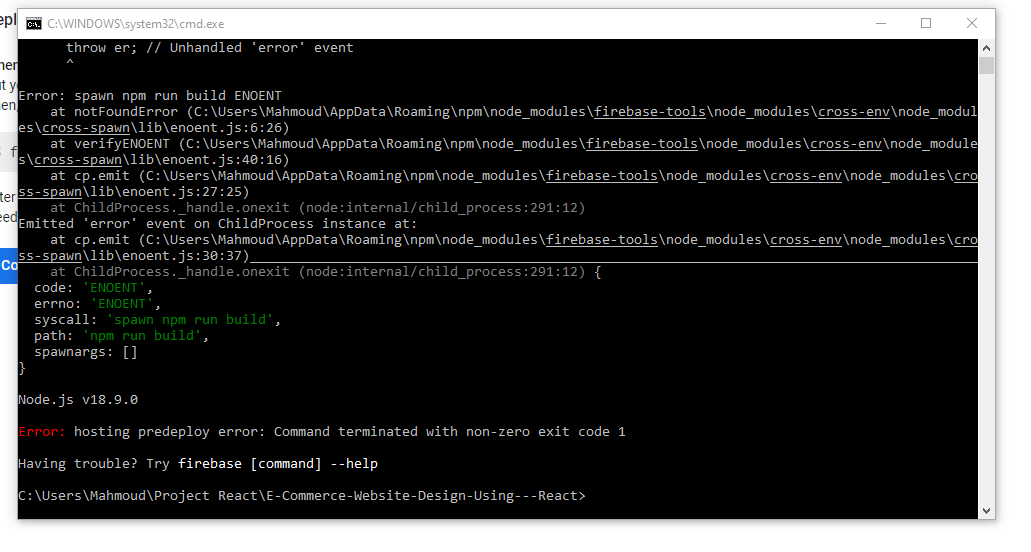 C:\WINDOWS\system32\cmd.exe
throw er; // Unhandled 'error' event
^
Error: spawn npm run build ENOENT
at notFoundError (C:\Users\Mahmoud\AppData\Roaming\npm\node_modules\firebase-tools\node_modules\cross-env\node_modul
es\cross-spawn\lib\enoent.js:6:26)
at verifyENOENT (C:\Users\Mahmoud\AppData\Roaming\npm\node_modules\firebase-tools\node_modules\cross-env\node_module
s\cross-spawn\lib\enoent.js:40:16)
at cp.emit (C:\Users\Mahmoud\AppData\Roaming\npm\node_modules\firebase-tools\node_modules\cross-env\node_modules\cro
ss-spawn\lib\enoent.js:27:25)
at ChildProcess._handle.onexit (node:internal/child_process:291:12)
Emitted 'error' event on ChildProcess instance at:
at cp.emit (C:\Users\Mahmoud\AppData\Roaming\npm\node_modules\firebase-tools\node_modules\cross-env\node_modules\cro
ss-spawn\lib\enoent.js:30:37)
at ChildProcess._handle.onexit (node:internal/child_process:291:12) {
code: 'ENOENT',
errno: 'ENOENT',
syscall: 'spawn npm run build',
path: 'npm run build',
spawnargs: []
}
Node.js v18.9.0
Error: hosting predeploy error: Command terminated with non-zero exit code 1
Having trouble? Try firebase [command] --help
C:\Users\Mahmoud\Project React\E-Commerce-Website-Design-Using---React>